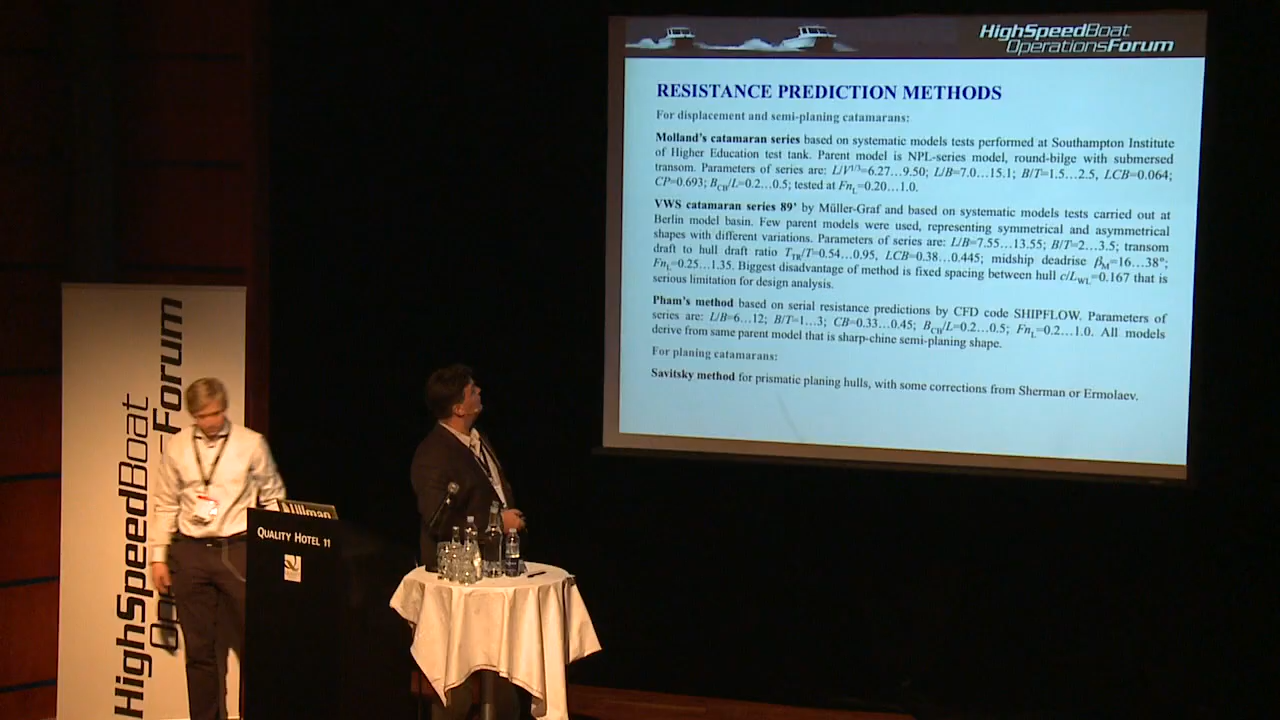 HighSpeedBoat
OperationsForum
RESISTANCE PREDICTION METHODS
For displacement and semi-planing catamarans:
Molland's catamaran series based on systematic models tests performed at Southampton Institute
of Higher Education test tank. Parent model is NPL-series model, round-bilge with submersed
transom. Parameters of series are: L/V^1/3=6.27…9.50; L/B=7.0…15.1; B/T=1.5…2.5, LCB=0.064;
CP=0.693; B_CB/L=0.2…0.5; tested at Fn_L=0.20…1.0.
VWS catamaran series 89' by Müller-Graf and based on systematic models tests carried out at
Berlin model basin. Few parent models were used, representing symmetrical and asymmetrical
shapes with different variations. Parameters of series are: L/B=7.55…13.55; B/T=2…3.5; transom
draft to hull draft ratio T_TR/T=0.54…0.95, LCB=0.38…0.445; midship deadrise β_M=16…38°;
Fn_L=0.25…1.35. Biggest disadvantage of method is fixed spacing between hull c/L_WL=0.167 that is
serious limitation for design analysis.
Pham's method based on serial resistance predictions by CFD code SHIPFLOW. Parameters of
series are: L/B=6…12; B/T=1…3; CB=0.33…0.45; B_CB/L=0.2…0.5; Fn_L=0.2…1.0. All models
derive from same parent model that is sharp-chine semi-planing shape.
For planing catamarans:
Savitsky method for prismatic planing hulls, with some corrections from Sherman or Ermolaev.
HighSpeedBoat
Forum
Ullman
QUALITY HOTEL 11